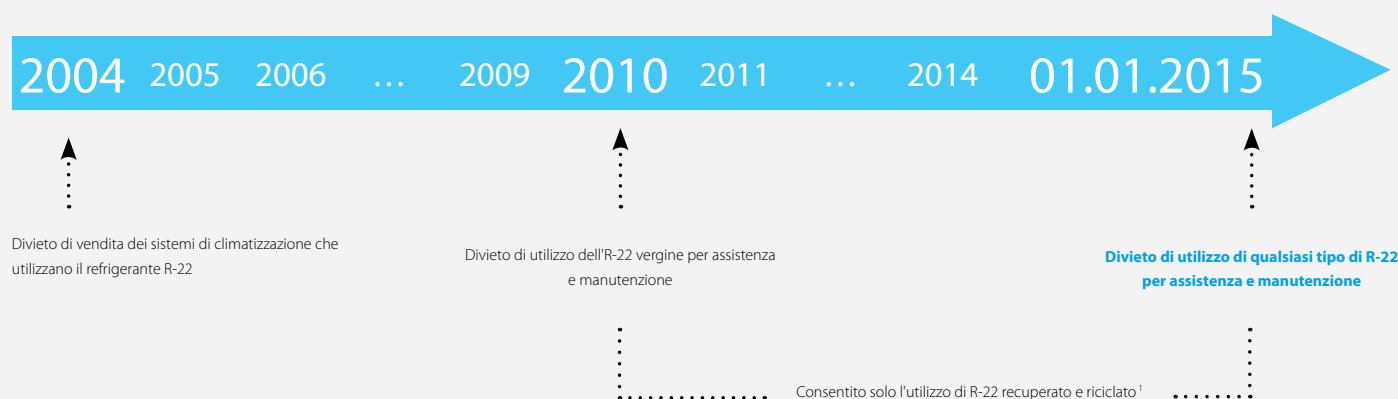 2004 2005 2006 ... 2009 2010 2011 ... 2014 01.01.2015
Divieto di vendita dei sistemi di climatizzazione che
utilizzano il refrigerante R-22
Divieto di utilizzo dell'R-22 vergine per assistenza
e manutenzione
Divieto di utilizzo di qualsiasi tipo di R-22
per assistenza e manutenzione
Consentito solo l'utilizzo di R-22 recuperato e riciclato ¹